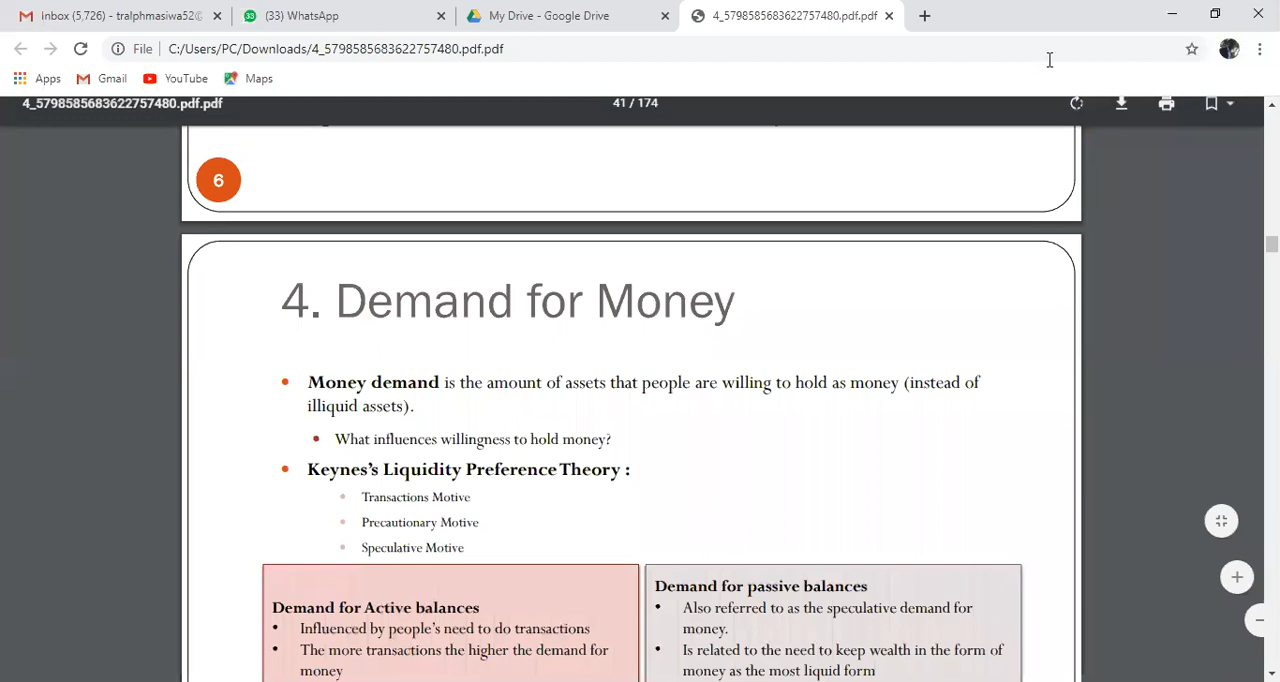 inbox (5,726) - tralphmasiwa52@
(33) WhatsApp
My Drive - Google Drive
4_5798585683622757480.pdf.pdf
File
C:/Users/PC/Downloads/4_5798585683622757480.pdf.pdf
Apps
Gmail
YouTube
Maps
4_5798585683622757480.pdf.pdf
41 / 174
6
4. Demand for Money
Money demand is the amount of assets that people are willing to hold as money (instead of
illiquid assets).
What influences willingness to hold money?
Keynes's Liquidity Preference Theory :
Transactions Motive
Precautionary Motive
Speculative Motive
Demand for Active balances
• Influenced by people's need to do transactions
• The more transactions the higher the demand for
money
Demand for passive balances
• Also referred to as the speculative demand for
money.
• Is related to the need to keep wealth in the form of
money as the most liquid form